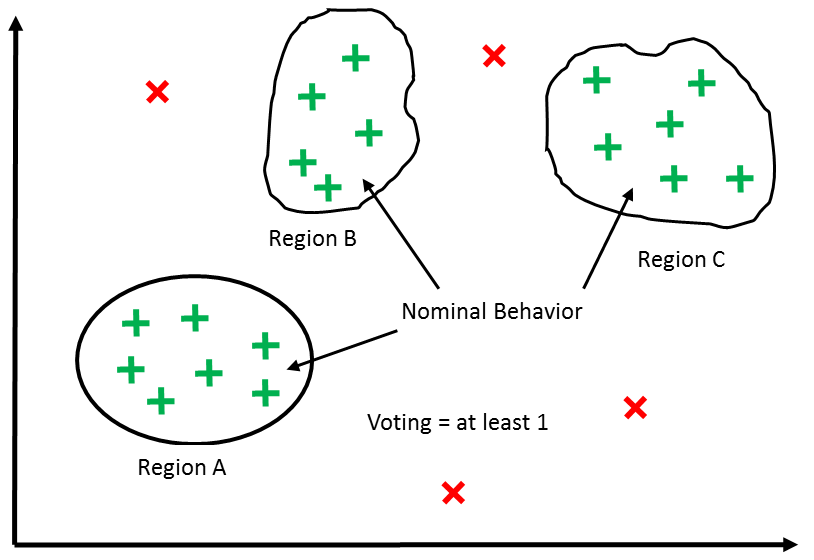 Region B
Region C
Nominal Behavior
Voting = at least 1
Region A